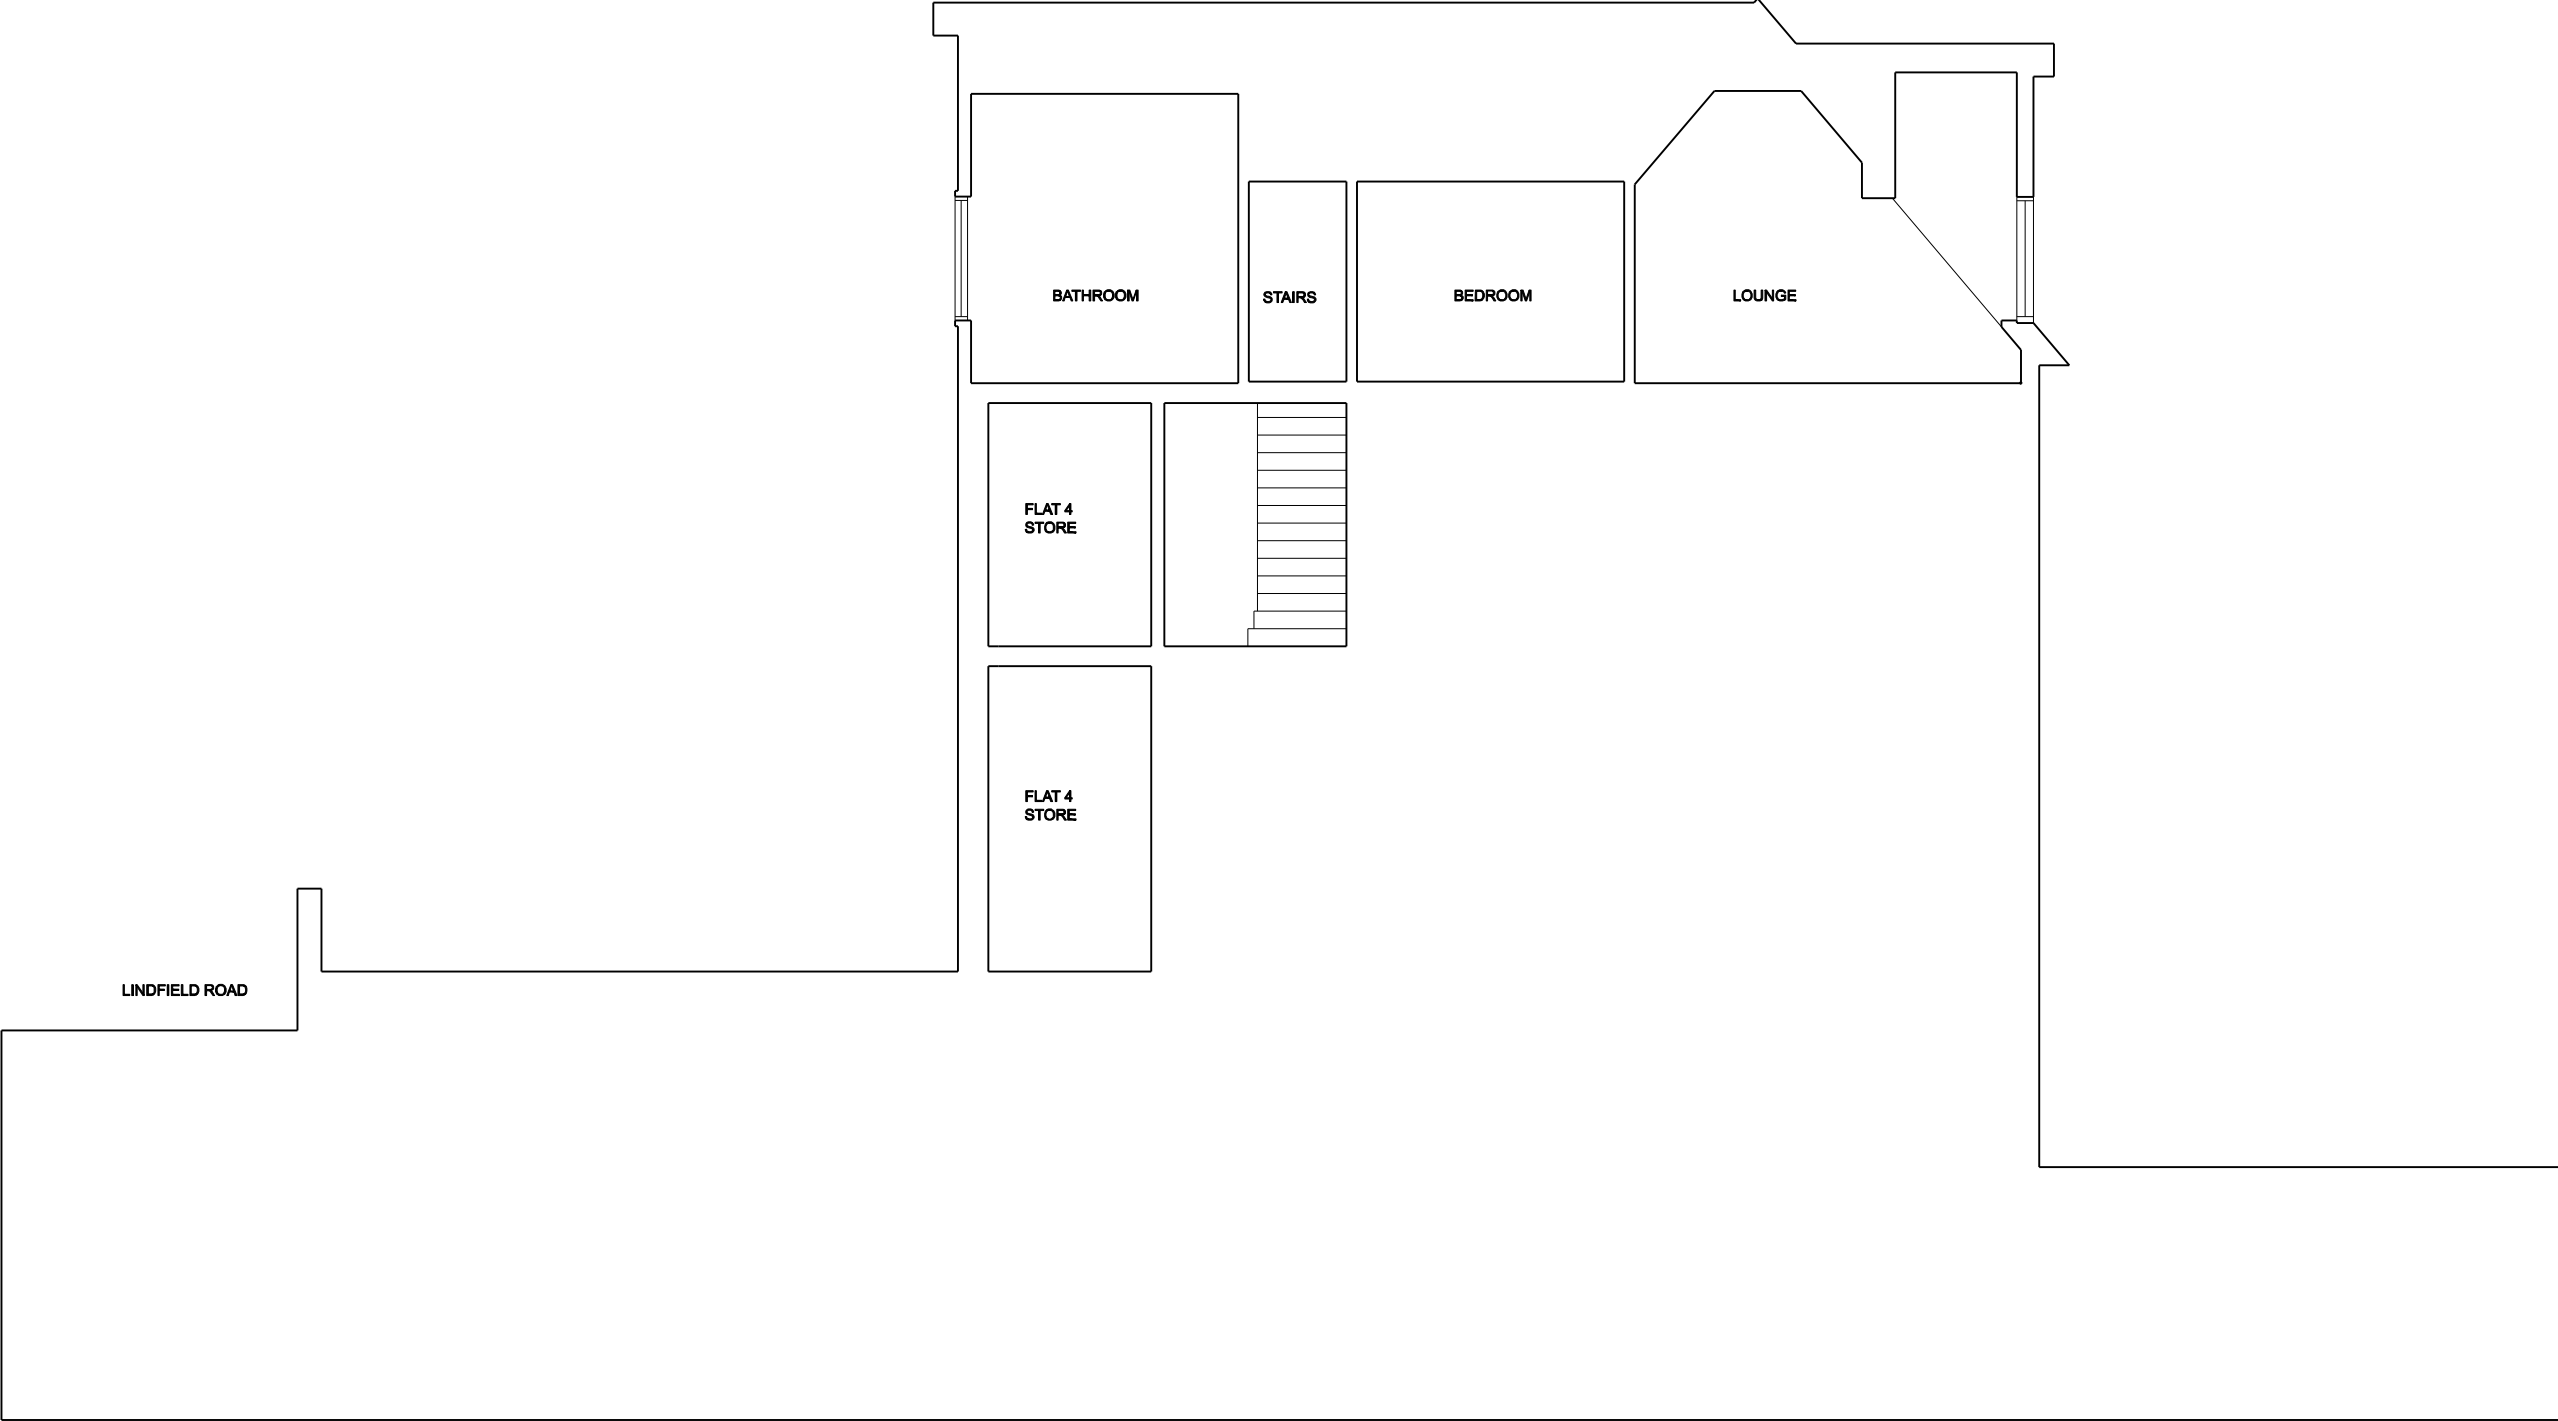 BATHROOM
STAIRS
BEDROOM
LOUNGE
FLAT 4
STORE
FLAT 4
STORE
LINDFIELD ROAD